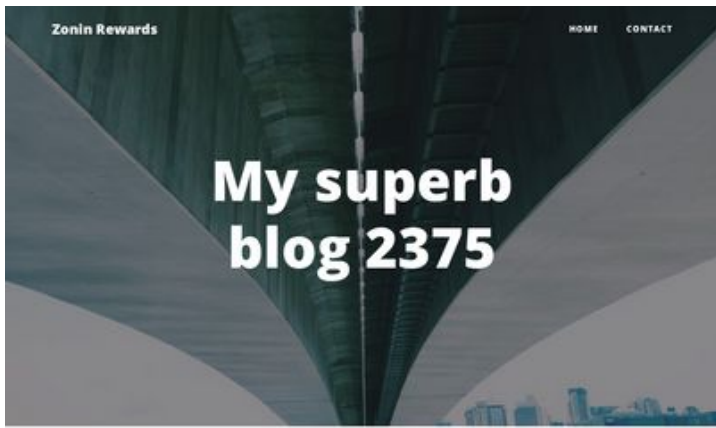 Zonin Rewards
HOME
CONTACT
My superb
blog 2375